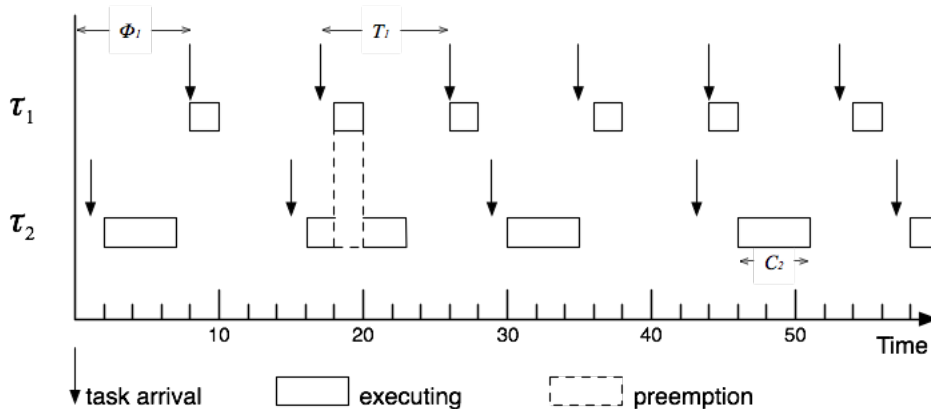 Φ₁ T₁
τ₁
τ₂
C₂
10 20 30 40 50
Time
task arrival executing preemption